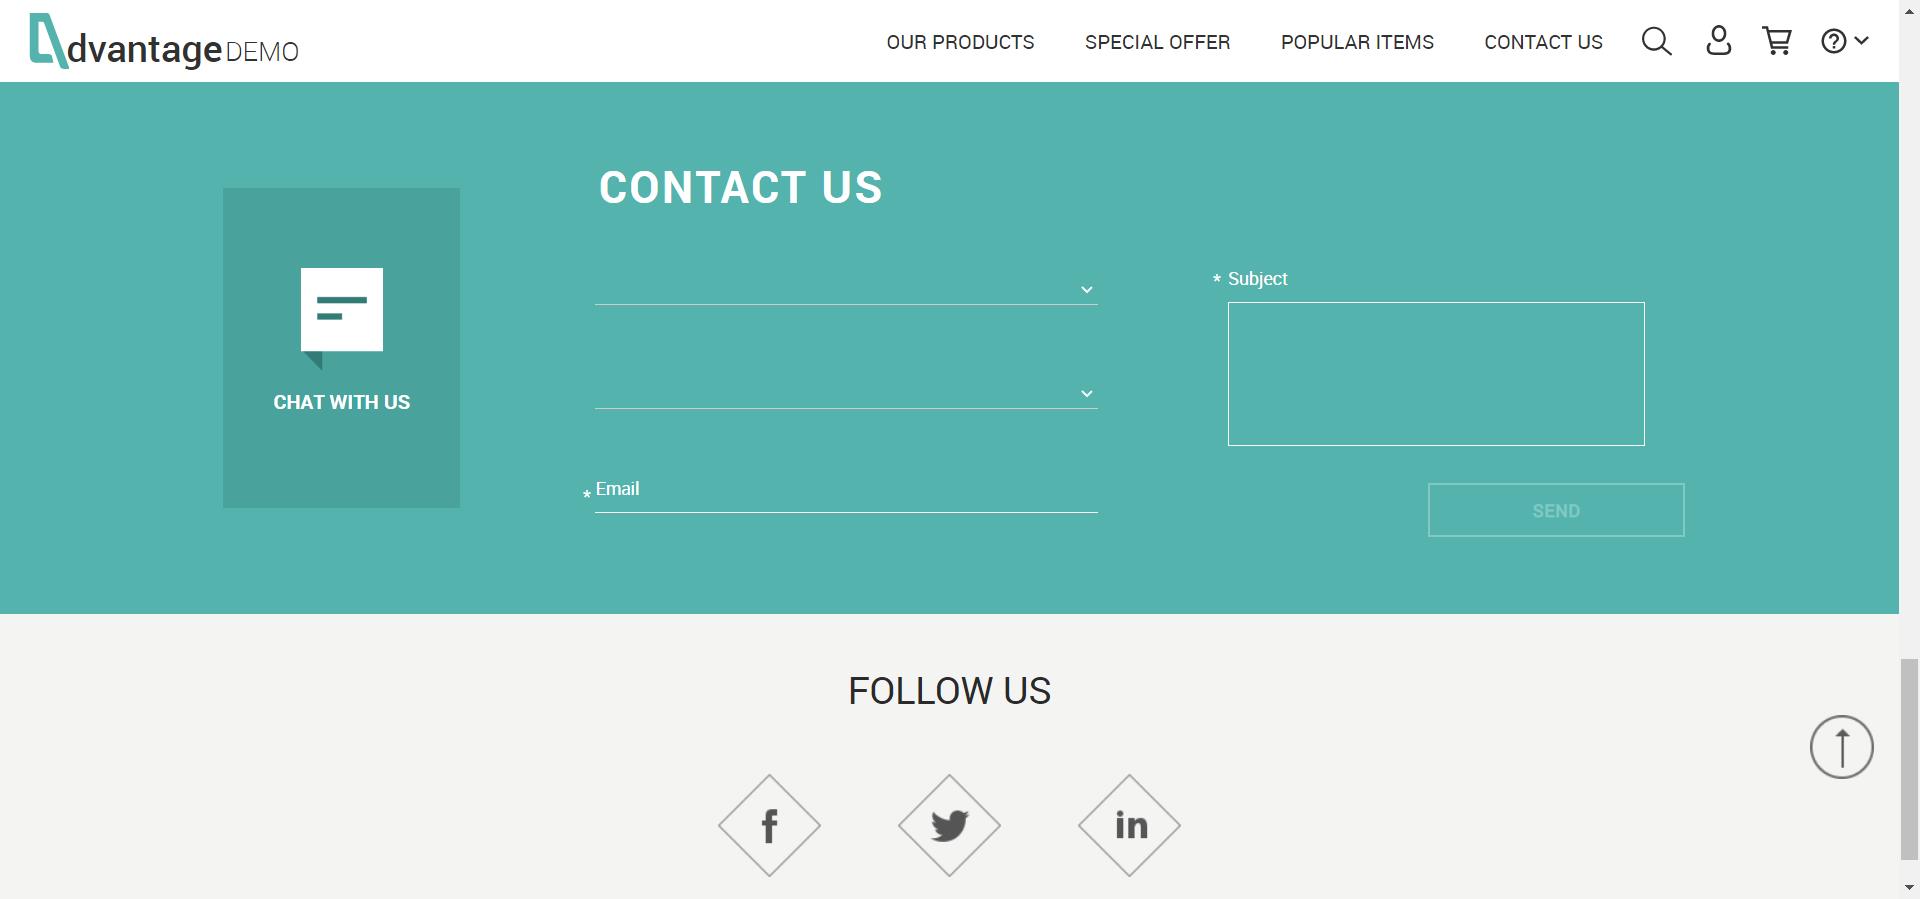 dvantage DEMO
OUR PRODUCTS
SPECIAL OFFER
POPULAR ITEMS
CONTACT US
CONTACT US
CHAT WITH US
* Email
* Subject
SEND
FOLLOW US